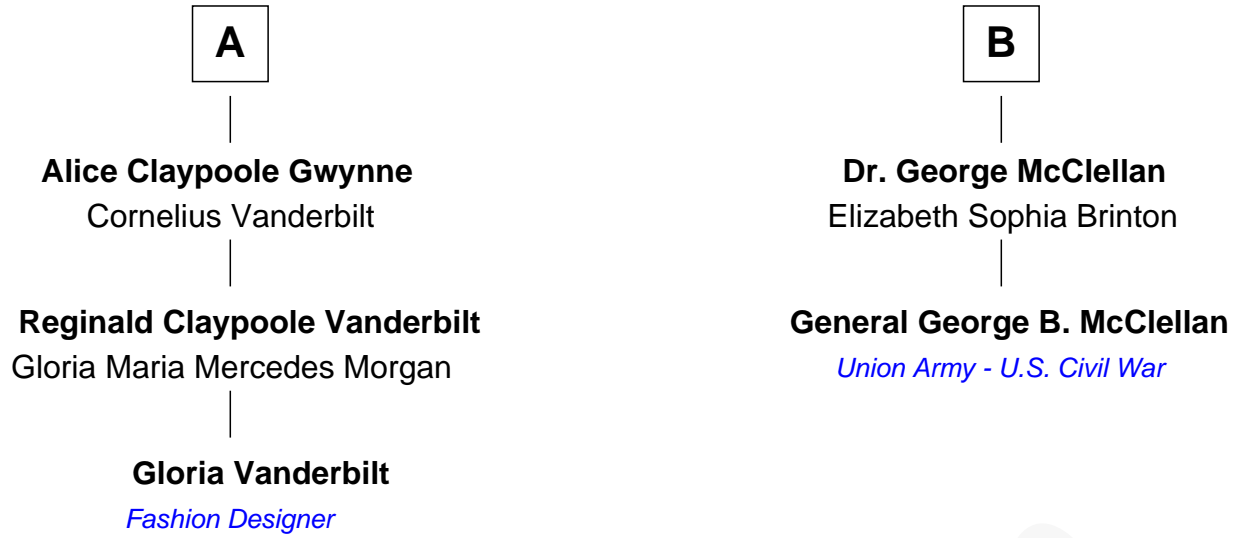 A
Alice Claypoole Gwynne
Cornelius Vanderbilt
Reginald Claypoole Vanderbilt
Gloria Maria Mercedes Morgan
Gloria Vanderbilt
Fashion Designer
B
Dr. George McClellan
Elizabeth Sophia Brinton
General George B. McClellan
Union Army - U.S. Civil War